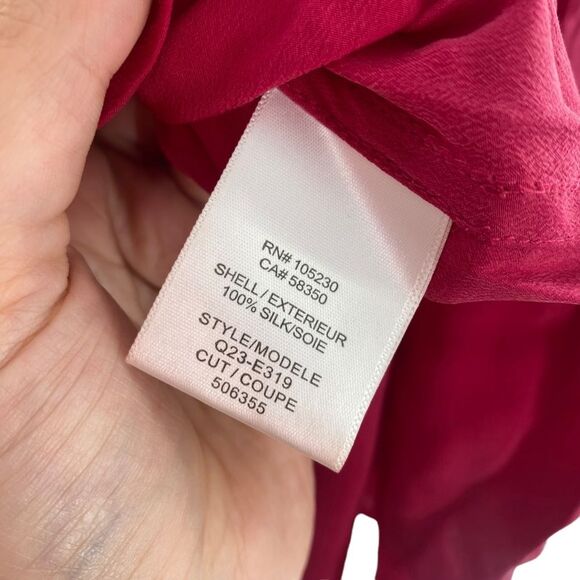 RN# 105230
CA# 58350
SHELL / EXTERIEUR
100% SILK/SOIE
STYLE/MODELE
Q23-E319
CUT / COUPE
506355